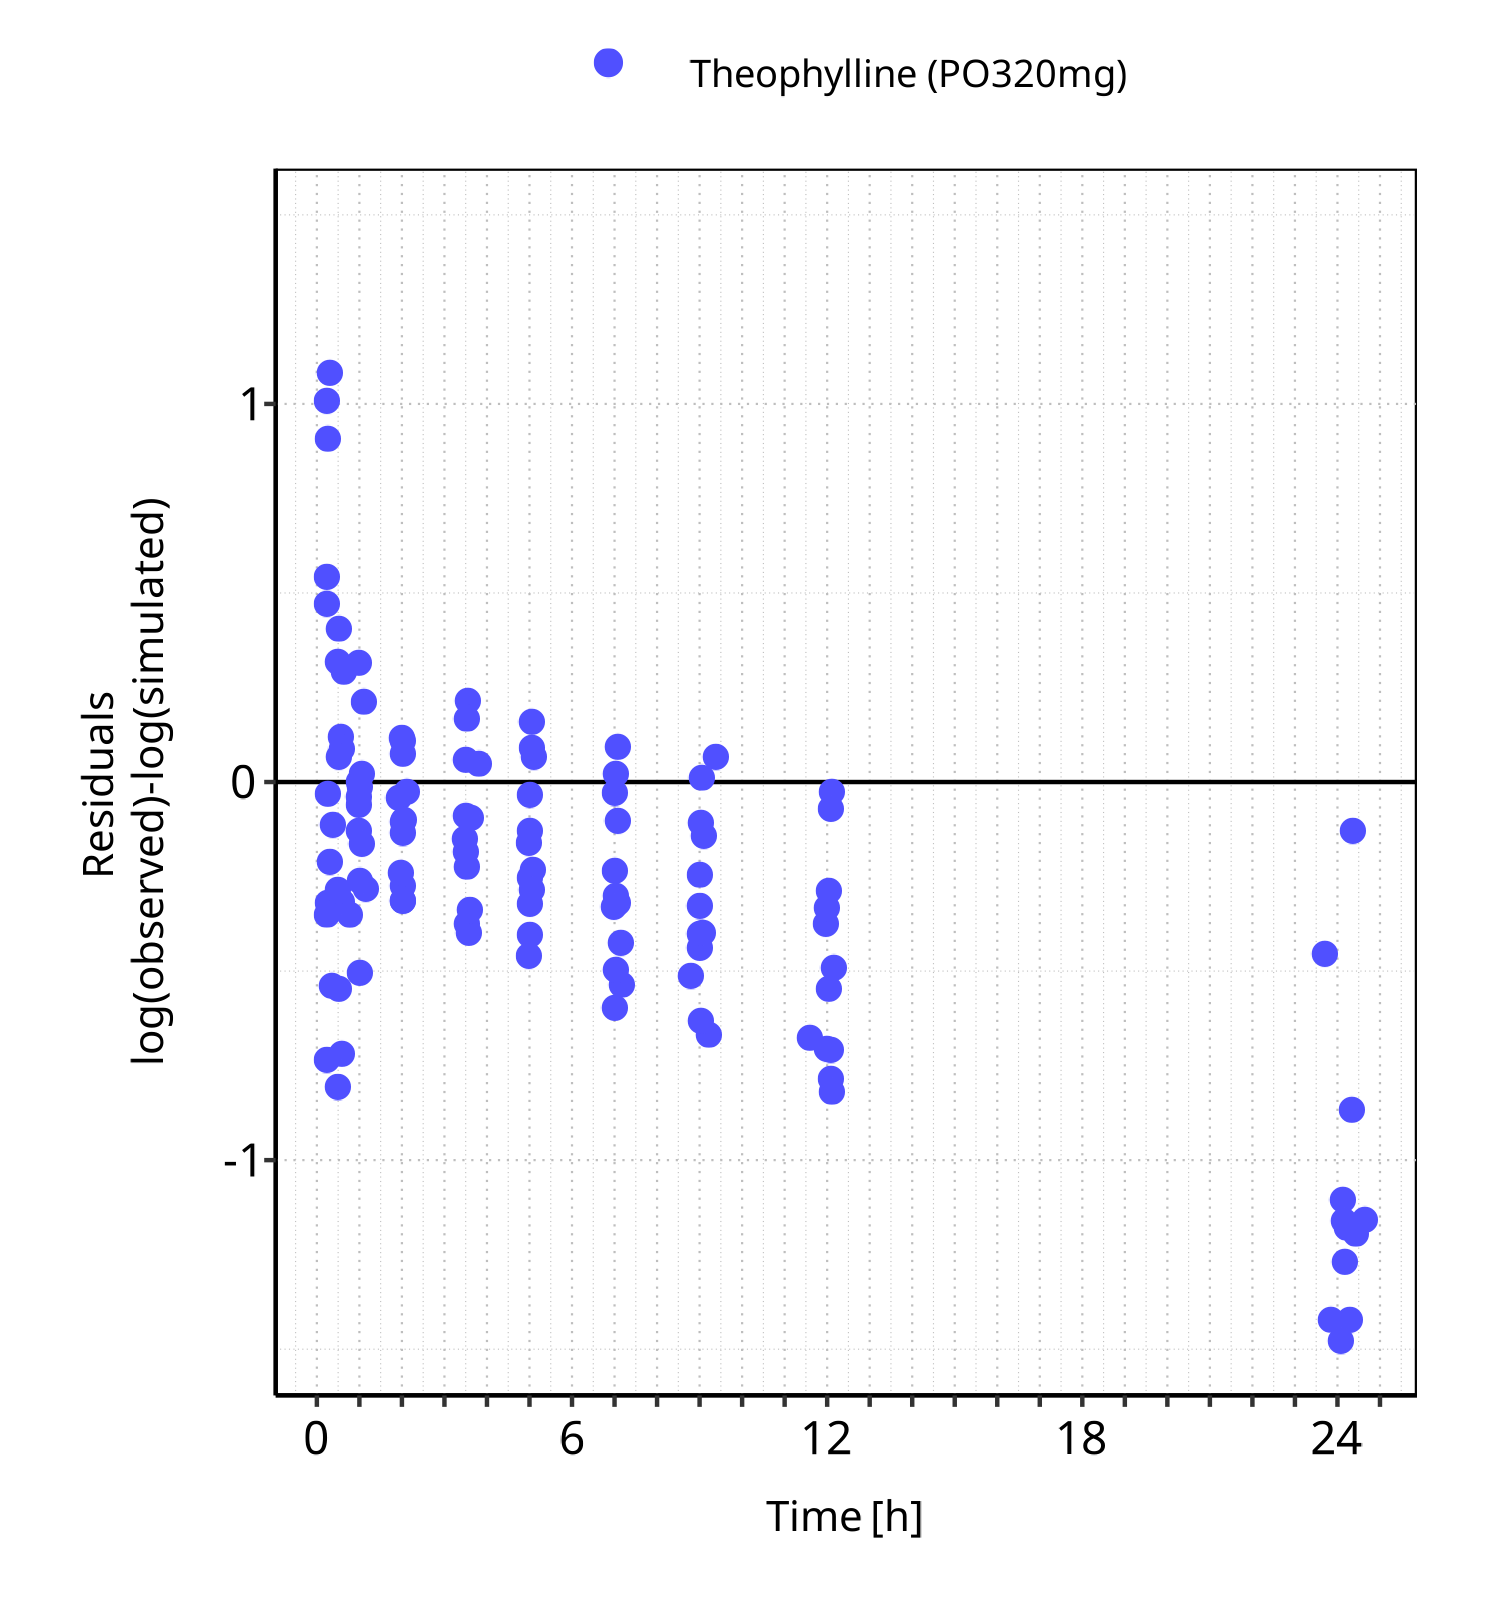 Theophylline (PO320mg)
Residuals
log(observed)-log(simulated)
1
0
-1
0 6 12 18 24
Time [h]